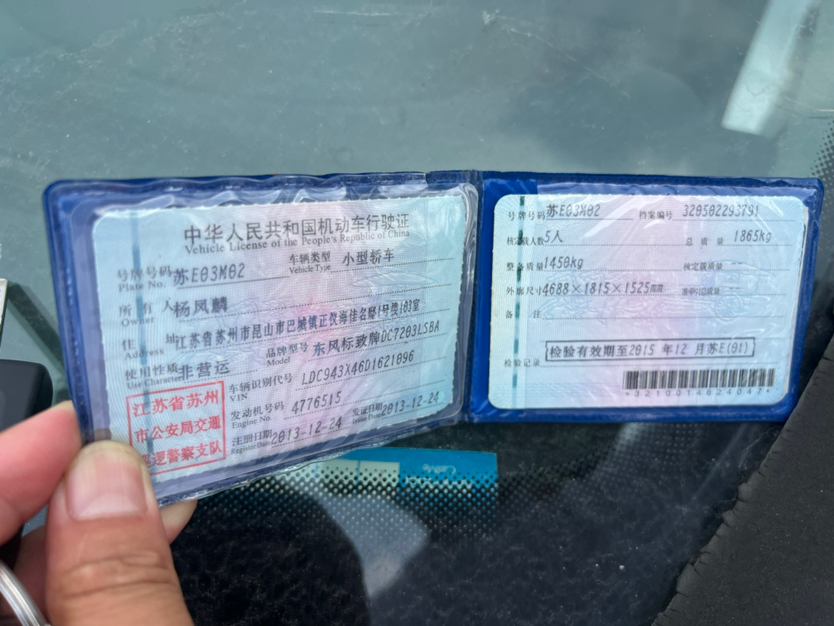 中华人民共和国机动车行驶证
Vehicle License of the People's Republic of China
号牌号码 苏E03M02 车辆类型 小型轿车
Plate No. Vehicle Type
所有人 杨凤麟
Owner
住址 江苏省苏州市昆山市巴城镇正仪海佳名邸1号楼103室
Address
使用性质 非营运 品牌型号 东风标致牌DC7203LSBA
Use Character Model
车辆识别代号 LDC943X46D1621096
VIN
发动机号码 4776515
Engine No.
注册日期 2013-12-24 发证日期 2013-12-24
Register Date Issue Date
江苏省苏州
市公安局交通
巡逻警察支队
号牌号码 苏E03M02 档案编号 320502293791
核定载人数 5人 总质量 1865kg
整备质量 1450kg 核定载质量 --
外廓尺寸 4688×1815×1525mm 准牵引总质量 --
备注
检验记录 检验有效期至2015年12月苏E(01)
*3210014624047*